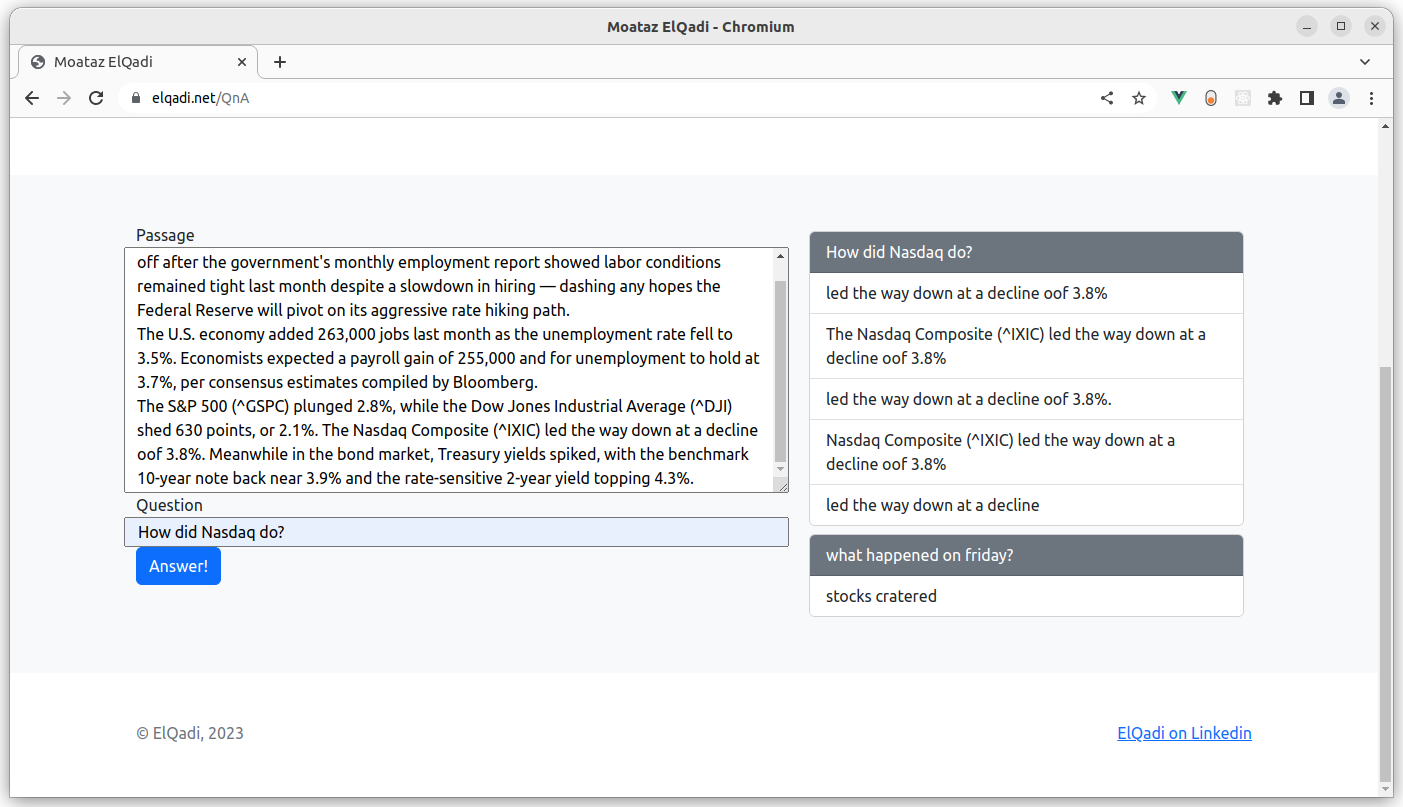 Moataz ElQadi - Chromium
Moataz ElQadi
elqadi.net/QnA
Passage
off after the government's monthly employment report showed labor conditions
remained tight last month despite a slowdown in hiring — dashing any hopes the
Federal Reserve will pivot on its aggressive rate hiking path.
The U.S. economy added 263,000 jobs last month as the unemployment rate fell to
3.5%. Economists expected a payroll gain of 255,000 and for unemployment to hold at
3.7%, per consensus estimates compiled by Bloomberg.
The S&P 500 (^GSPC) plunged 2.8%, while the Dow Jones Industrial Average (^DJI)
shed 630 points, or 2.1%. The Nasdaq Composite (^IXIC) led the way down at a decline
oof 3.8%. Meanwhile in the bond market, Treasury yields spiked, with the benchmark
10-year note back near 3.9% and the rate-sensitive 2-year yield topping 4.3%.
Question
How did Nasdaq do?
Answer!
How did Nasdaq do?
led the way down at a decline oof 3.8%
The Nasdaq Composite (^IXIC) led the way down at a
decline oof 3.8%
led the way down at a decline oof 3.8%.
Nasdaq Composite (^IXIC) led the way down at a
decline oof 3.8%
led the way down at a decline
what happened on friday?
stocks cratered
© ElQadi, 2023
ElQadi on Linkedin